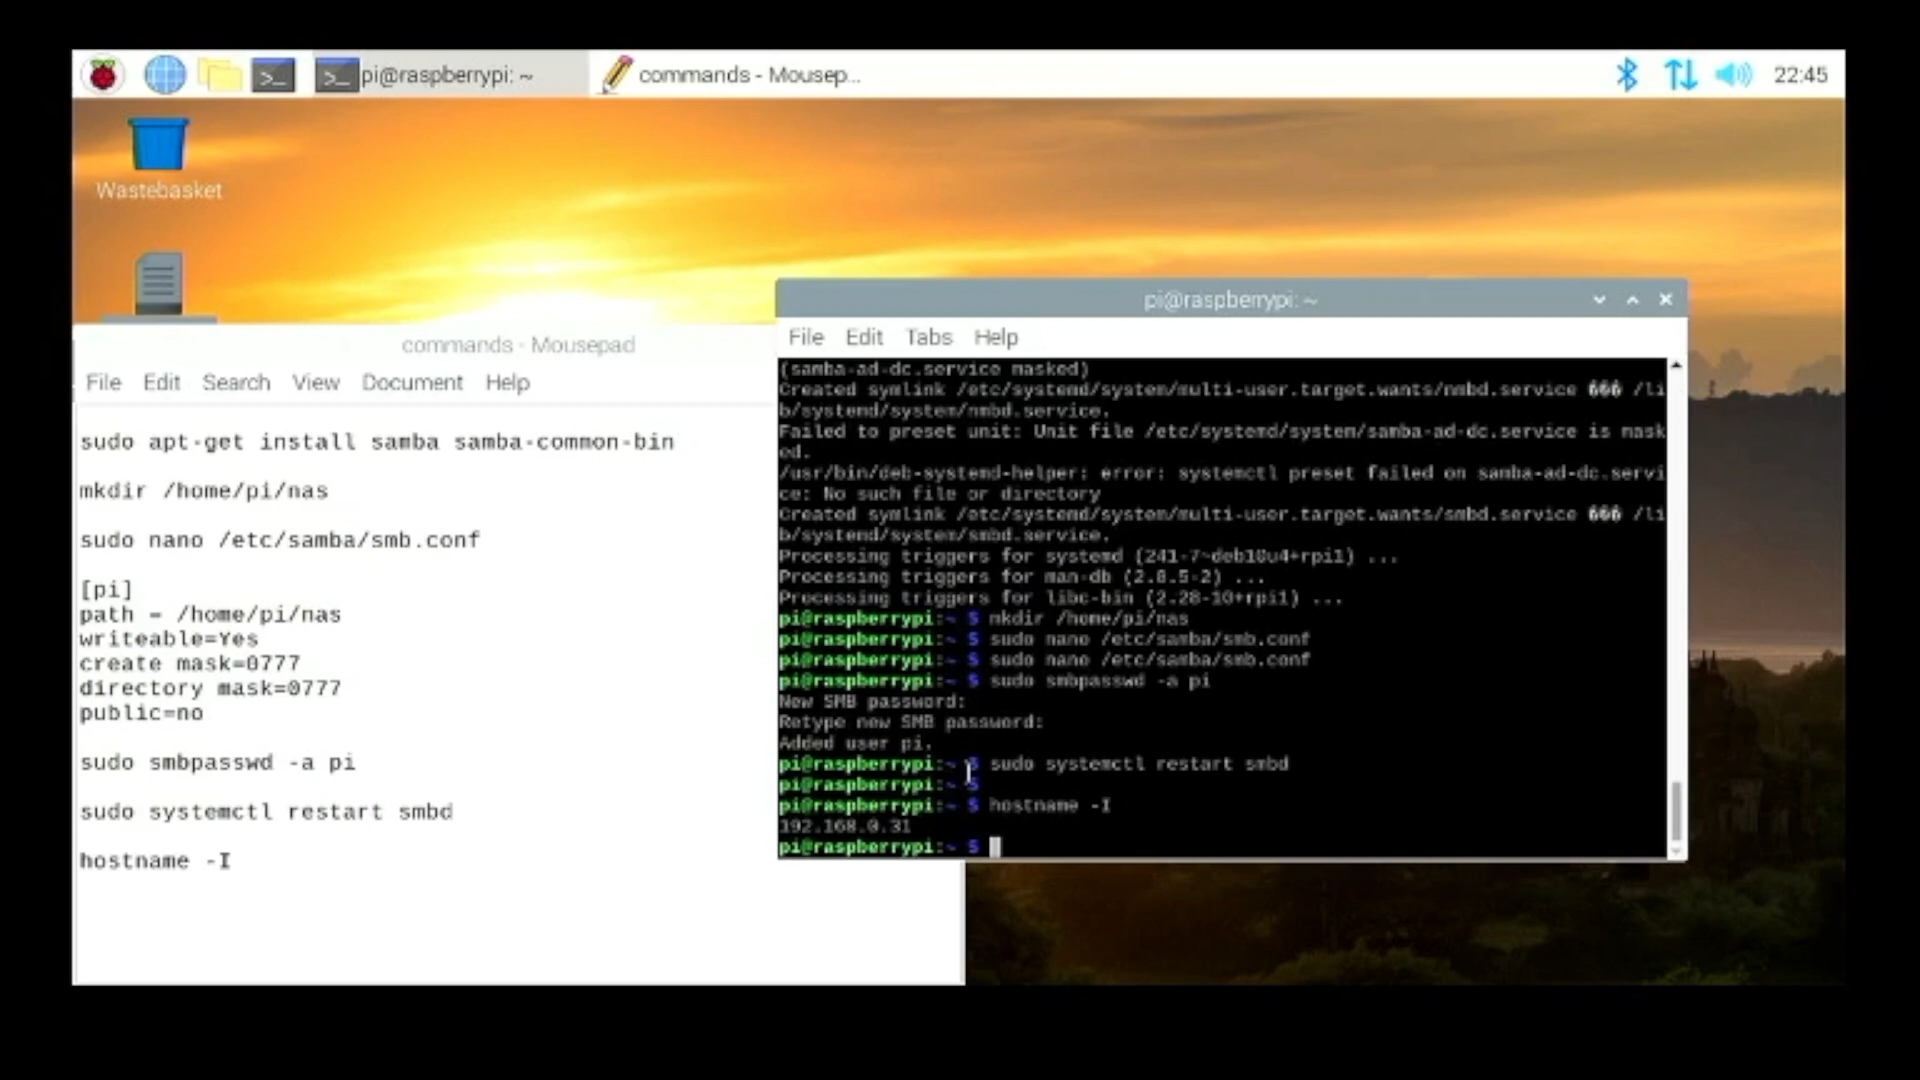 pi@raspberrypi: ~
commands - Mousep...
22:45
Wastebasket
commands - Mousepad
File Edit Search View Document Help
sudo apt-get install samba samba-common-bin
mkdir /home/pi/nas
sudo nano /etc/samba/smb.conf
[pi]
path = /home/pi/nas
writeable=Yes
create mask=0777
directory mask=0777
public=no
sudo smbpasswd -a pi
sudo systemctl restart smbd
hostname -I
pi@raspberrypi: ~
File Edit Tabs Help
(samba-ad-dc.service masked)
Created symlink /etc/systemd/system/multi-user.target.wants/nmbd.service ��� /li
b/systemd/system/nmbd.service.
Failed to preset unit: Unit file /etc/systemd/system/samba-ad-dc.service is mask
ed.
/usr/bin/deb-systemd-helper: error: systemctl preset failed on samba-ad-dc.servi
ce: No such file or directory
Created symlink /etc/systemd/system/multi-user.target.wants/smbd.service ��� /li
b/systemd/system/smbd.service.
Processing triggers for systemd (241-7~deb10u4+rpi1) ...
Processing triggers for man-db (2.8.5-2) ...
Processing triggers for libc-bin (2.28-10+rpi1) ...
pi@raspberrypi:~ $ mkdir /home/pi/nas
pi@raspberrypi:~ $ sudo nano /etc/samba/smb.conf
pi@raspberrypi:~ $ sudo nano /etc/samba/smb.conf
pi@raspberrypi:~ $ sudo smbpasswd -a pi
New SMB password:
Retype new SMB password:
Added user pi.
pi@raspberrypi:~ $ sudo systemctl restart smbd
pi@raspberrypi:~ $
pi@raspberrypi:~ $ hostname -I
192.168.0.31
pi@raspberrypi:~ $